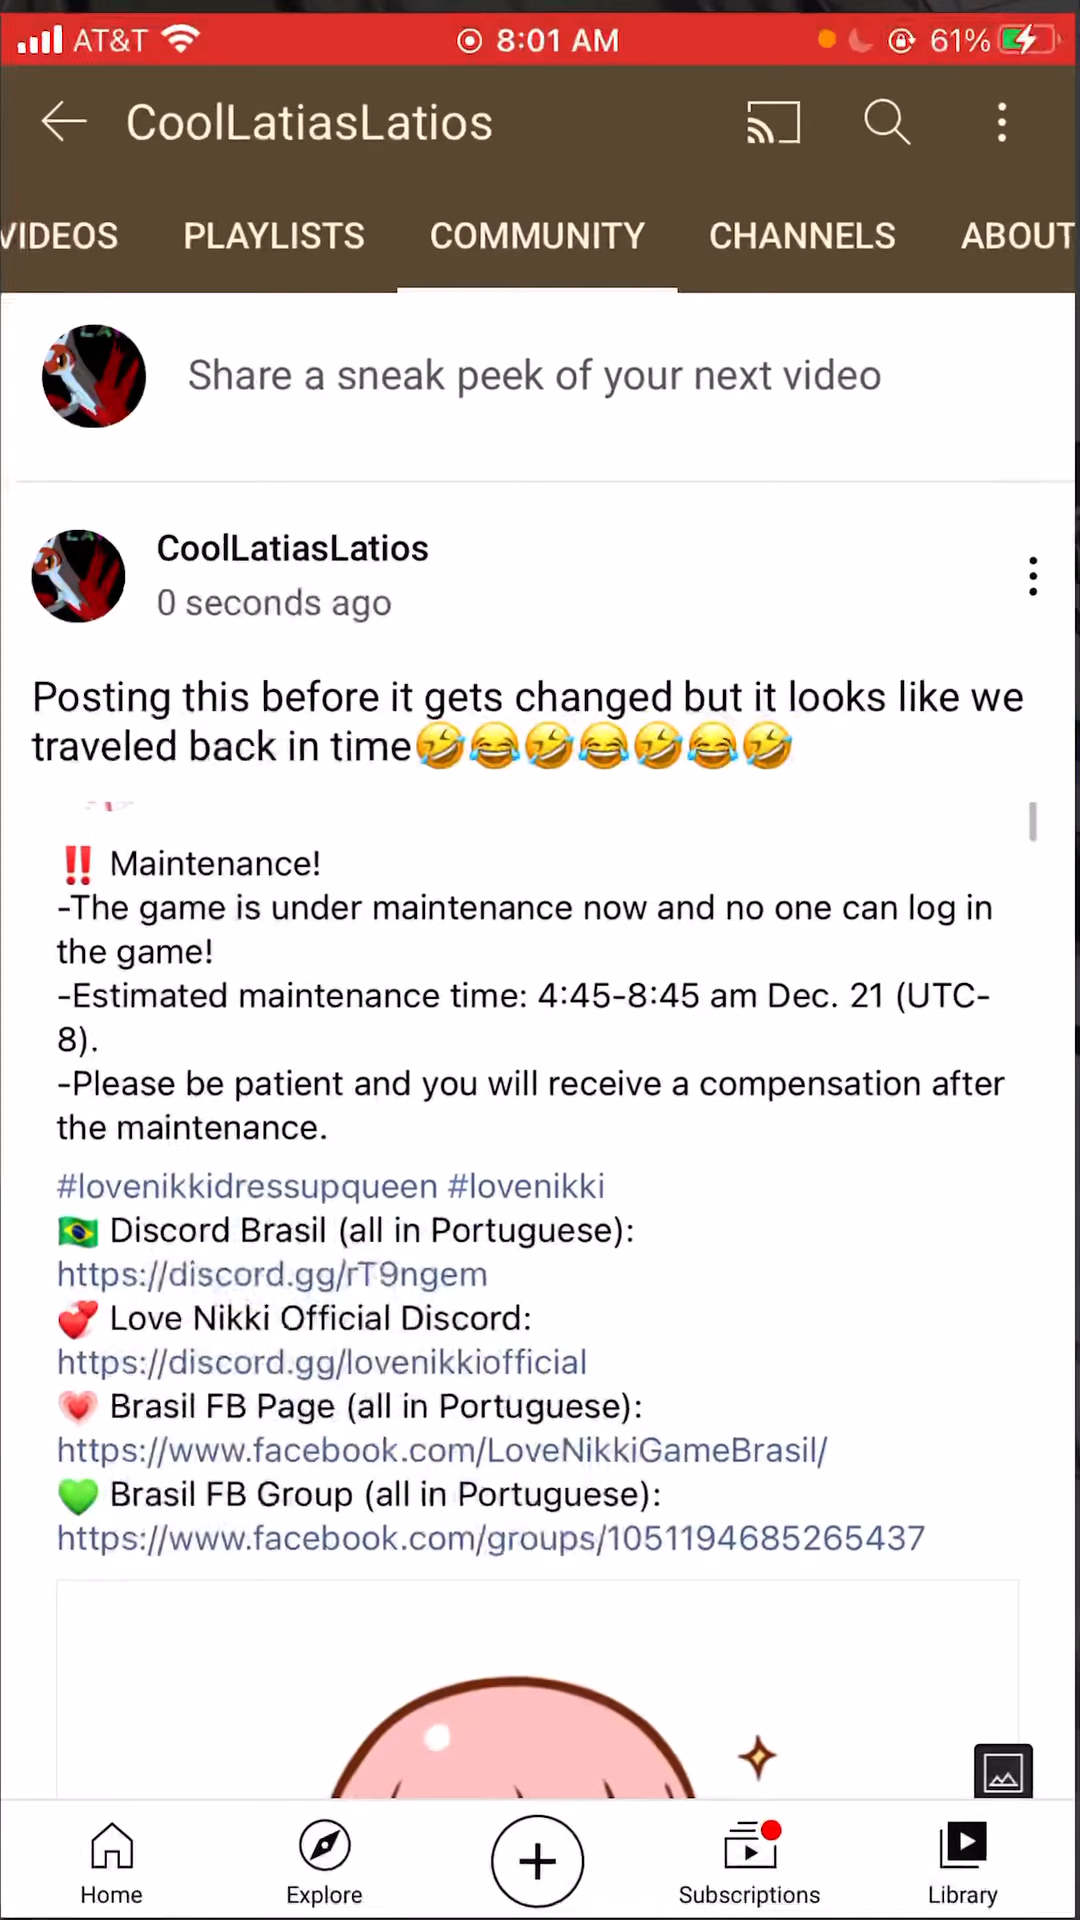 AT&T 8:01 AM 61%
CoolLatiasLatios
VIDEOS PLAYLISTS COMMUNITY CHANNELS ABOUT
Share a sneak peek of your next video
CoolLatiasLatios
0 seconds ago
Posting this before it gets changed but it looks like we
traveled back in time🤣😂🤣😂🤣😂🤣
‼️ Maintenance!
-The game is under maintenance now and no one can log in
the game!
-Estimated maintenance time: 4:45-8:45 am Dec. 21 (UTC-
8).
-Please be patient and you will receive a compensation after
the maintenance.
#lovenikkidressupqueen #lovenikki
🇧🇷 Discord Brasil (all in Portuguese):
https://discord.gg/rT9ngem
💞 Love Nikki Official Discord:
https://discord.gg/lovenikkiofficial
💗 Brasil FB Page (all in Portuguese):
https://www.facebook.com/LoveNikkiGameBrasil/
💚 Brasil FB Group (all in Portuguese):
https://www.facebook.com/groups/1051194685265437
Home Explore Subscriptions Library